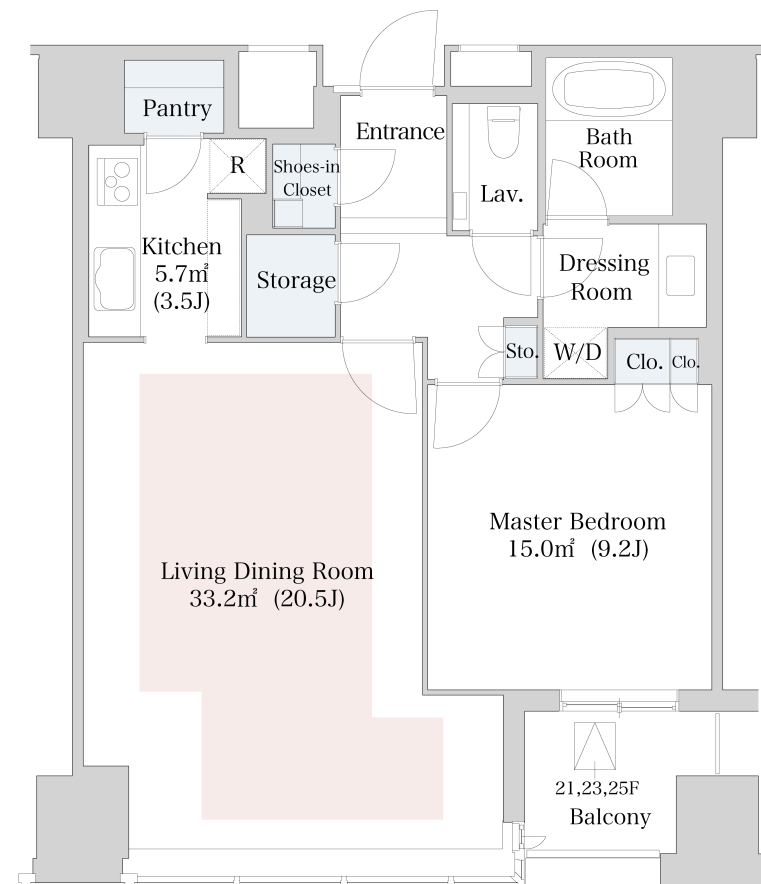 Pantry
Entrance
Bath
Room
R
Shoes-in
Closet
Lav.
Kitchen
5.7㎡
(3.5J)
Storage
Dressing
Room
Sto.
W/D
Clo.
Clo.
Master Bedroom
15.0㎡ (9.2J)
Living Dining Room
33.2㎡ (20.5J)
21,23,25F
Balcony